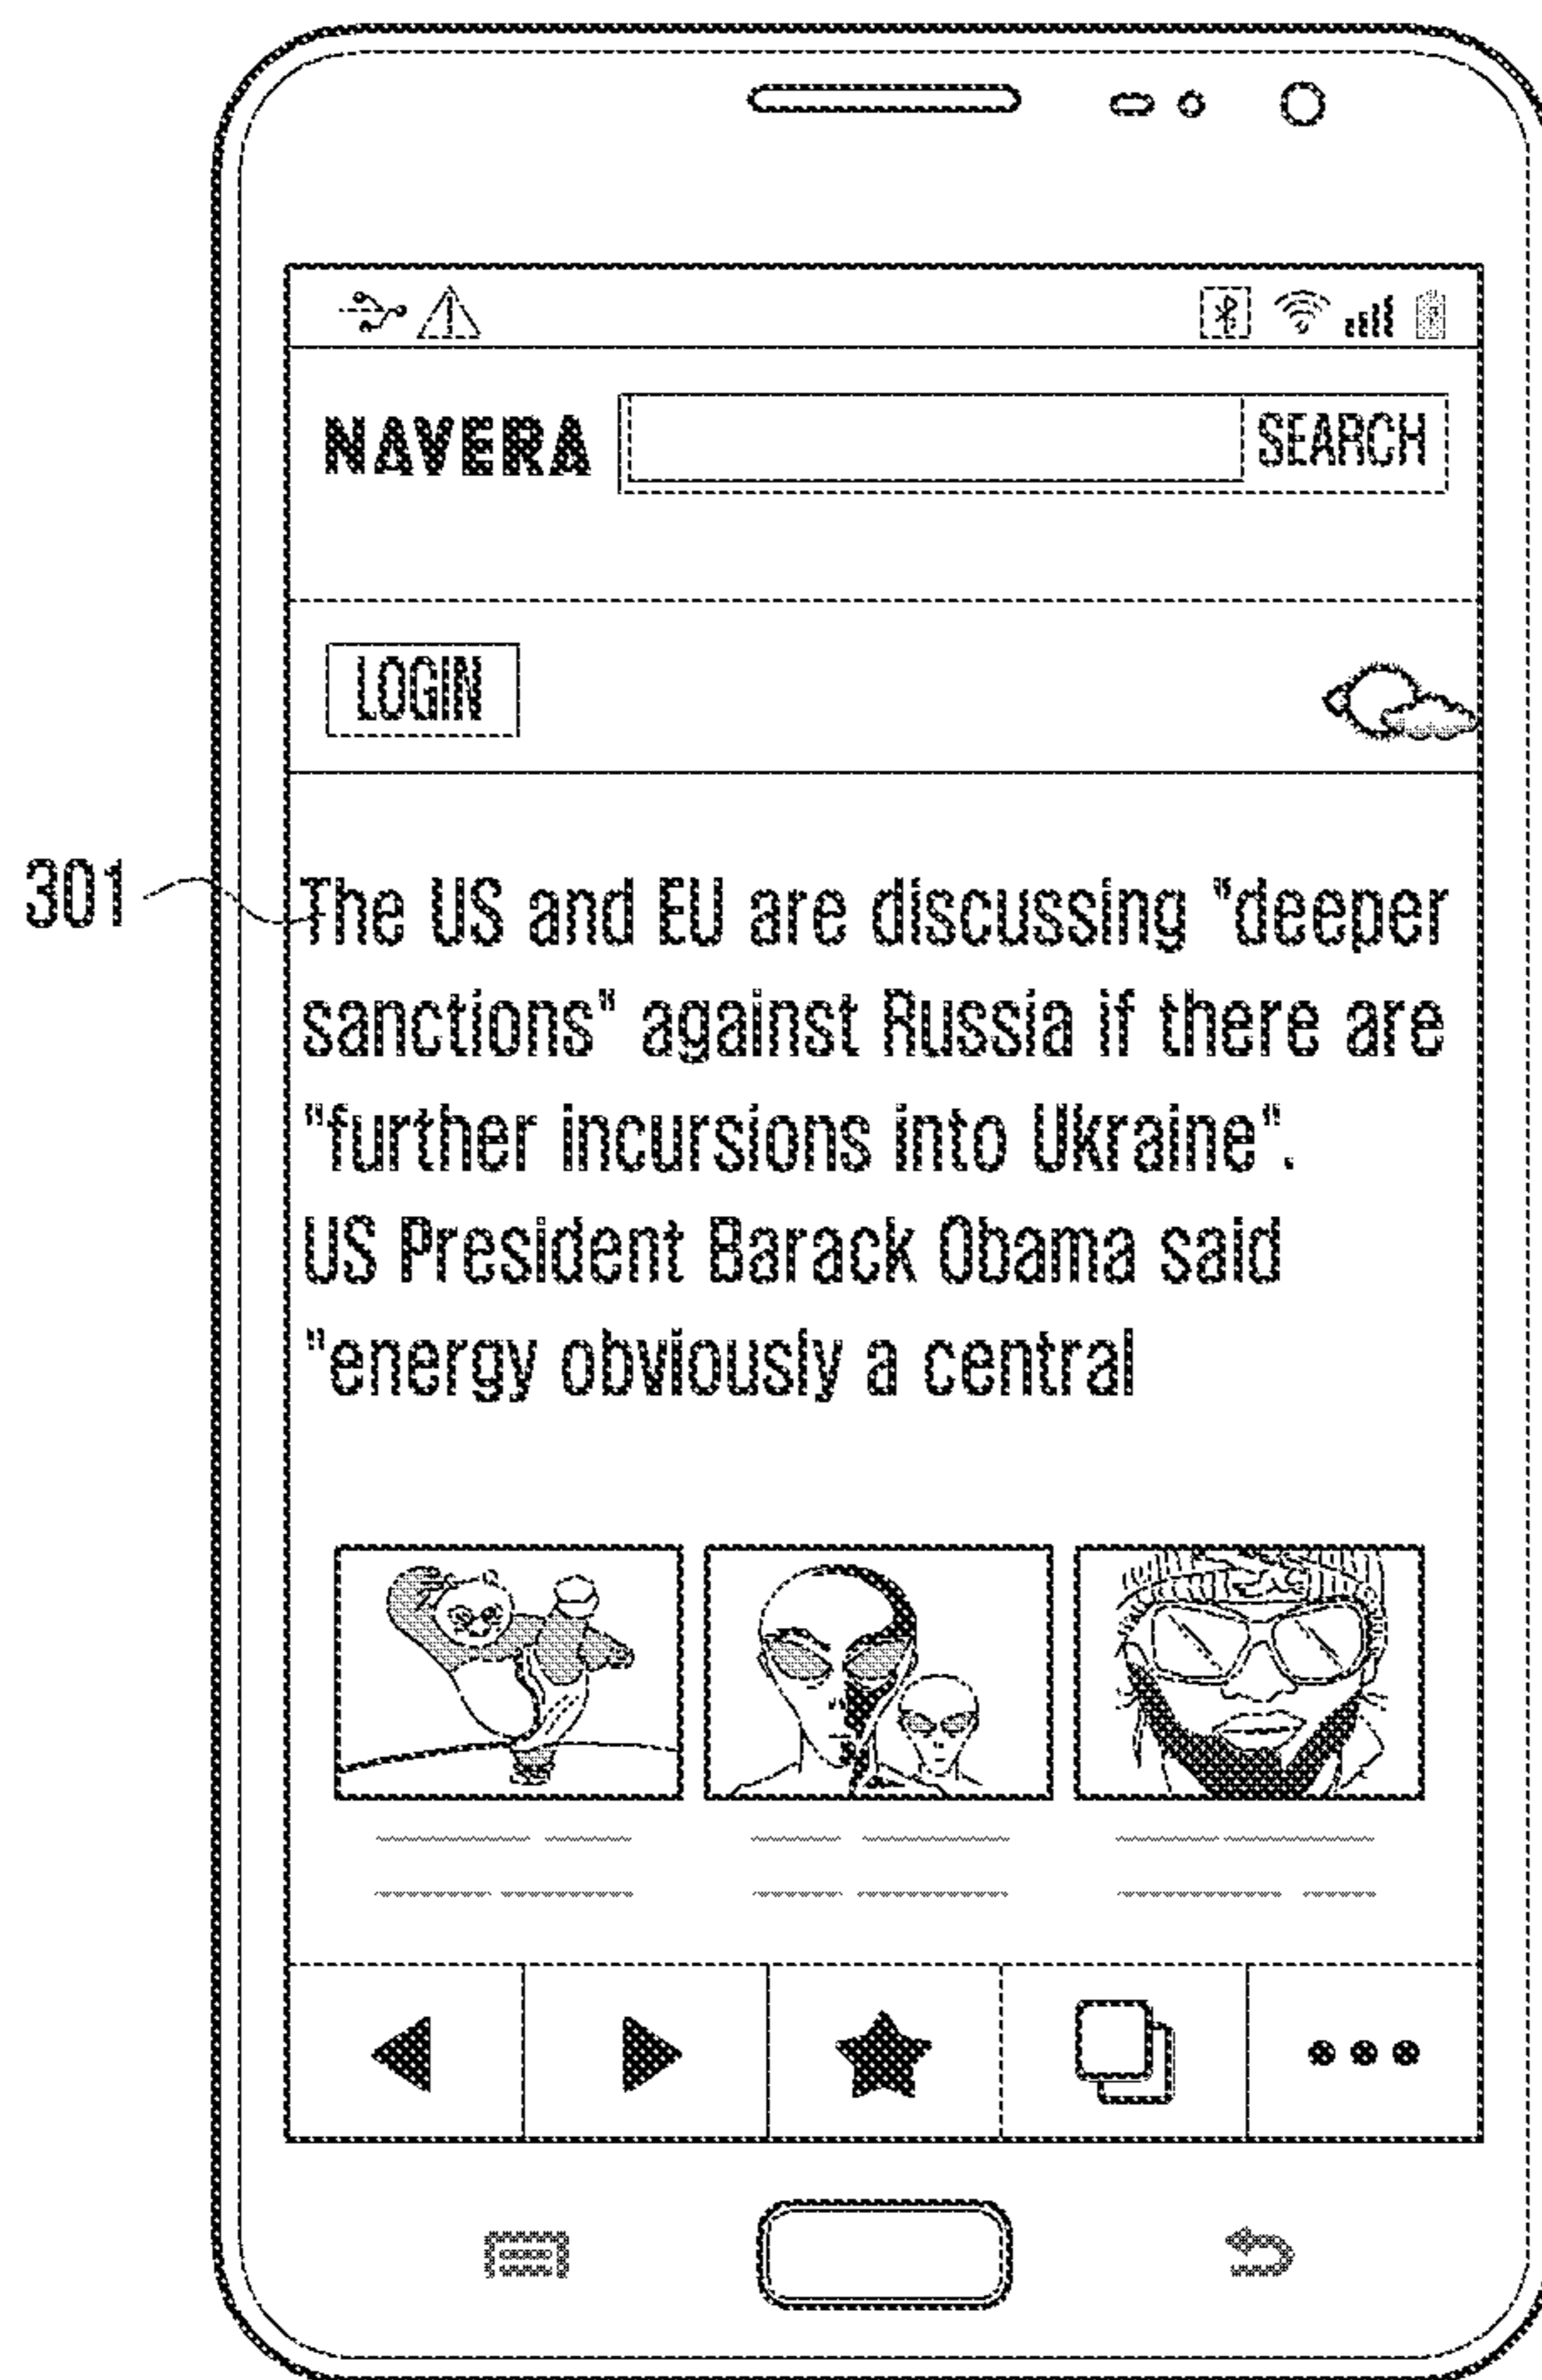 NAVERA
SEARCH
LOGIN
301
The US and EU are discussing "deeper
sanctions" against Russia if there are
"further incursions into Ukraine".
US President Barack Obama said
"energy obviously a central